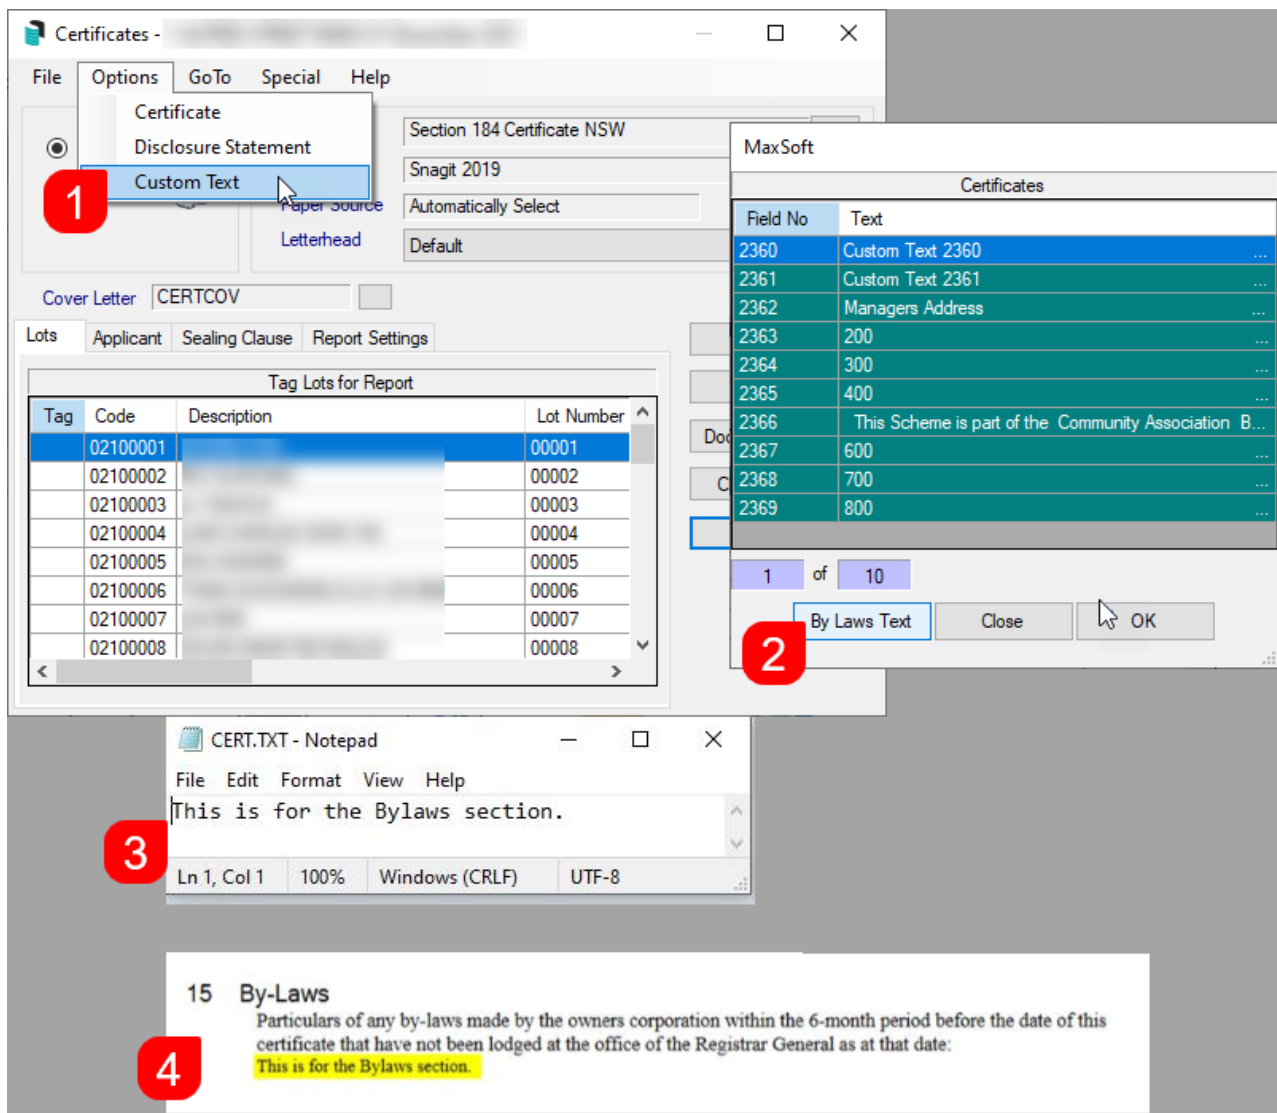 Certificates -
File Options GoTo Special Help
Certificate
Disclosure Statement
Custom Text
1
Section 184 Certificate NSW
Snagit 2019
Paper Source Automatically Select
Letterhead Default
Cover Letter CERTCOV
Lots Applicant Sealing Clause Report Settings
Tag Lots for Report
Tag Code Description Lot Number
02100001 00001
02100002 00002
02100003 00003
02100004 00004
02100005 00005
02100006 00006
02100007 00007
02100008 00008
MaxSoft
Certificates
Field No Text
2360 Custom Text 2360 ...
2361 Custom Text 2361 ...
2362 Managers Address ...
2363 200 ...
2364 300 ...
2365 400 ...
2366 This Scheme is part of the Community Association B...
2367 600 ...
2368 700 ...
2369 800 ...
1 of 10
By Laws Text Close OK
2
CERT.TXT - Notepad
File Edit Format View Help
This is for the Bylaws section.
3
Ln 1, Col 1 100% Windows (CRLF) UTF-8
15 By-Laws
Particulars of any by-laws made by the owners corporation within the 6-month period before the date of this
certificate that have not been lodged at the office of the Registrar General as at that date:
This is for the Bylaws section.
4